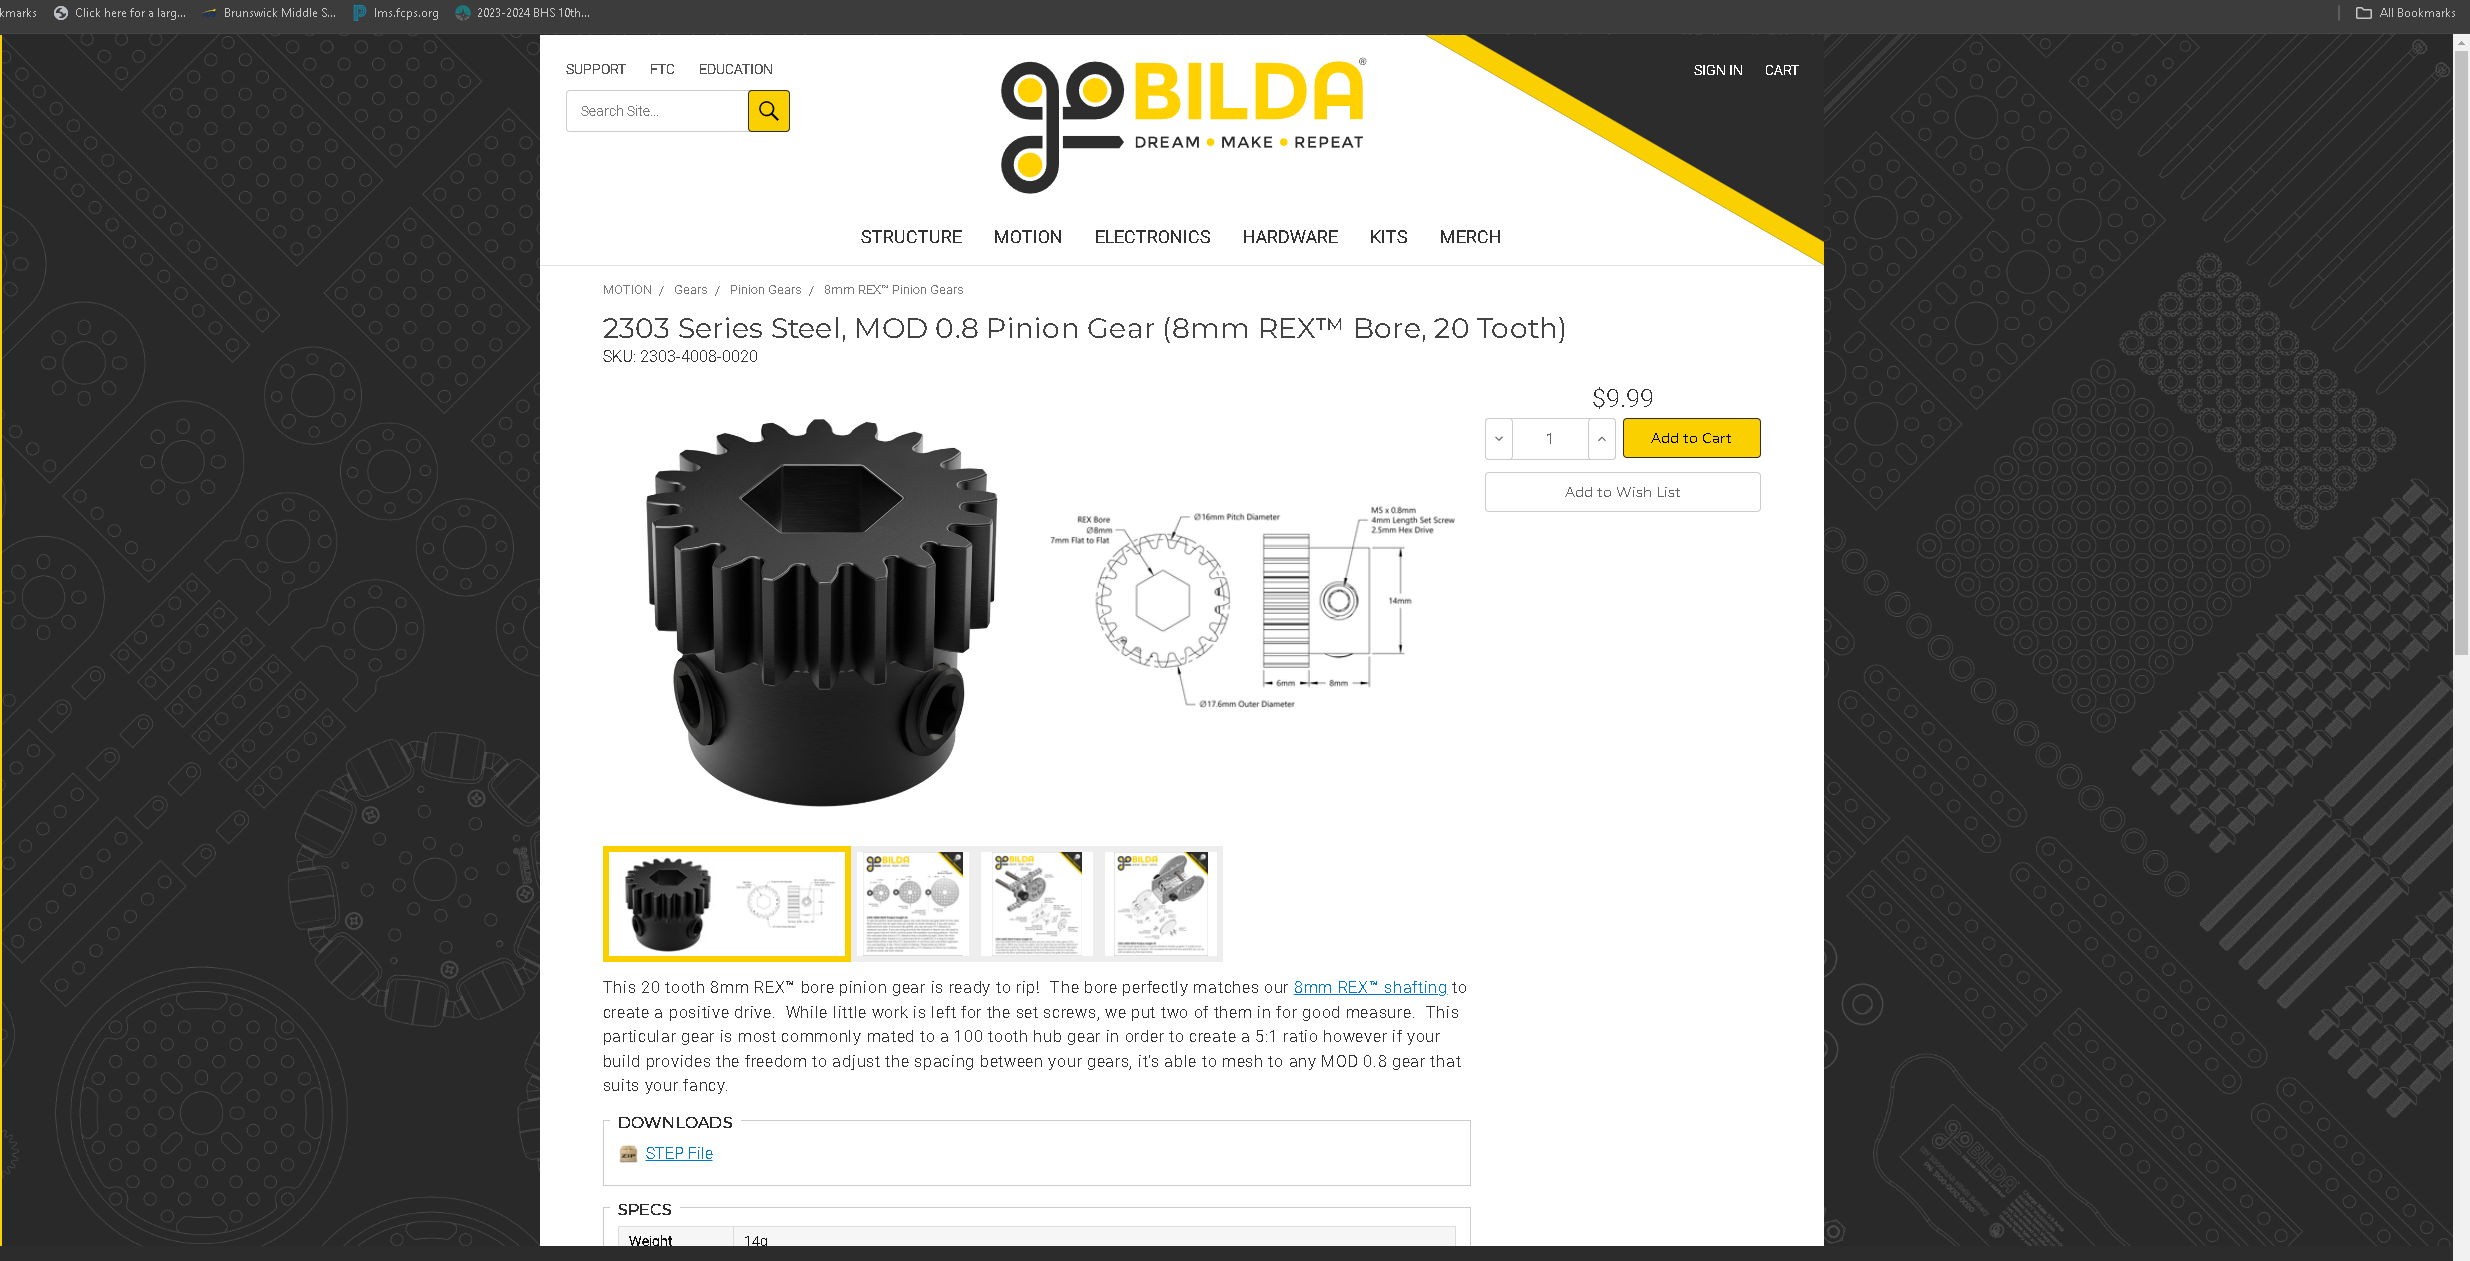 kmarks
Click here for a larg...
Brunswick Middle S...
lms.fcps.org
2023-2024 BHS 10th...
All Bookmarks
SUPPORT FTC EDUCATION
Search Site...
goBILDA®
DREAM • MAKE • REPEAT
SIGN IN CART
STRUCTURE MOTION ELECTRONICS HARDWARE KITS MERCH
MOTION / Gears / Pinion Gears / 8mm REX™ Pinion Gears
2303 Series Steel, MOD 0.8 Pinion Gear (8mm REX™ Bore, 20 Tooth)
SKU: 2303-4008-0020
$9.99
1
Add to Cart
Add to Wish List
REX Bore
Ø8mm
7mm Flat to Flat
Ø16mm Pitch Diameter
M5 x 0.8mm
4mm Length Set Screw
2.5mm Hex Drive
14mm
6mm
8mm
Ø17.6mm Outer Diameter
goBILDA
goBILDA
goBILDA
This 20 tooth 8mm REX™ bore pinion gear is ready to rip! The bore perfectly matches our 8mm REX™ shafting to
create a positive drive. While little work is left for the set screws, we put two of them in for good measure. This
particular gear is most commonly mated to a 100 tooth hub gear in order to create a 5:1 ratio however if your
build provides the freedom to adjust the spacing between your gears, it's able to mesh to any MOD 0.8 gear that
suits your fancy.
DOWNLOADS
ZIP
STEP File
SPECS
Weight 14g
goBILDA